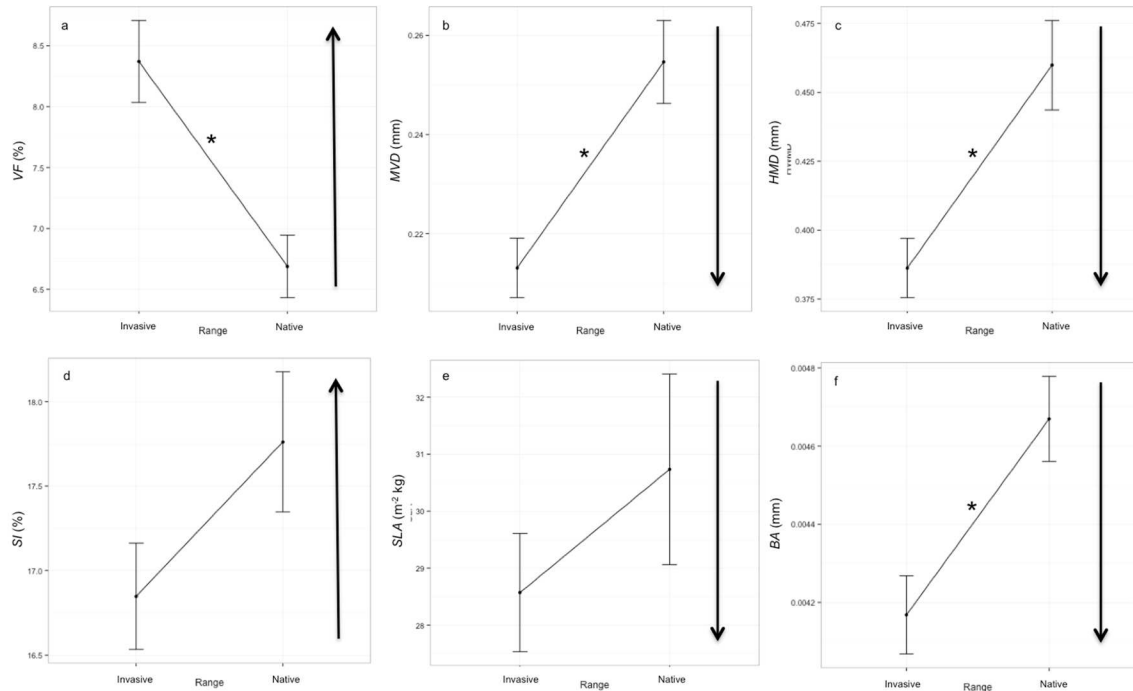 a
b
c
VF (%)
8.5
8.0
7.5
7.0
6.5
*
Invasive
Range
Native
MVD (mm)
0.26
0.24
0.22
*
Invasive
Range
Native
HMD (mm)
0.475
0.450
0.425
0.400
0.375
*
Invasive
Range
Native
d
e
f
SI (%)
18.0
17.5
17.0
16.5
Invasive
Range
Native
SLA (m-2 kg)
32
31
30
29
28
Invasive
Range
Native
BA (mm)
0.0048
0.0046
0.0044
0.0042
*
Invasive
Range
Native